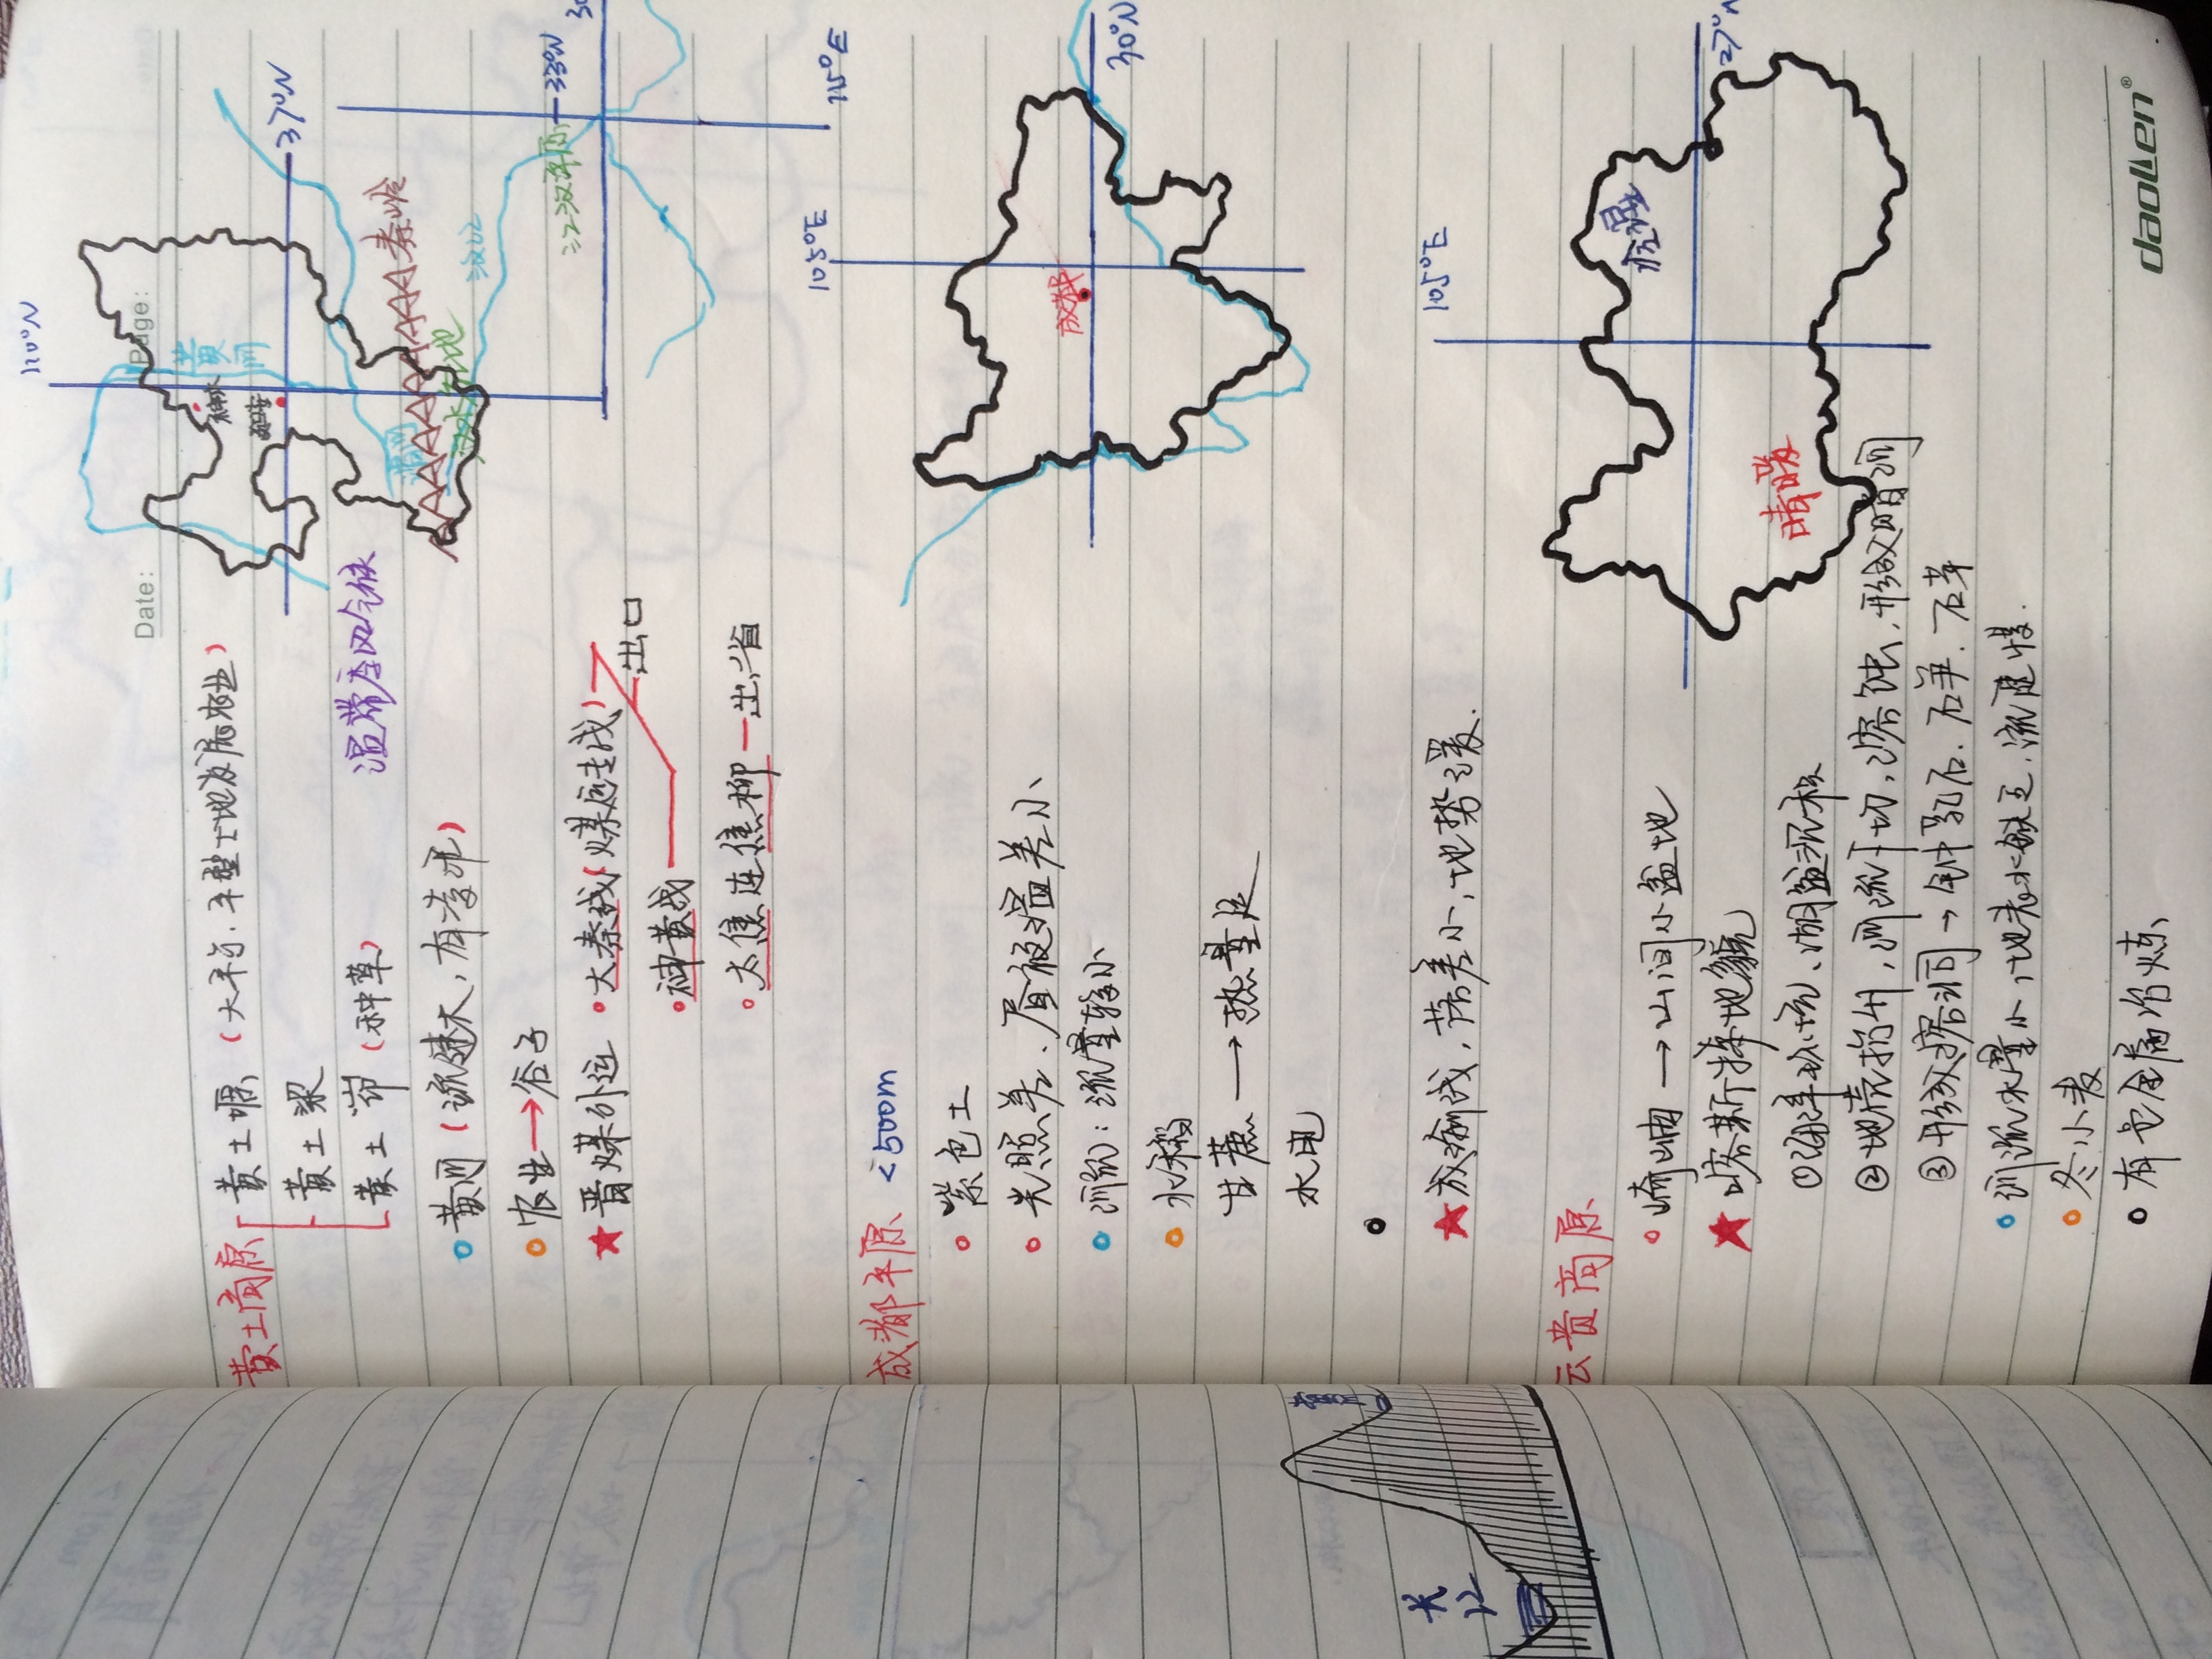 110°N
Date: Page:
黄土高原 黄土塬（大平与.平整土地发展农业）
神木
黄河
延安
黄土梁
37°N
黄土峁（种草）
温带季风气候
渭河
秦岭
汉水谷地
黄河（流速大，有凌汛）
汉江
农业→谷子
江汉平原 33°N
30
★晋煤外运 大秦线（煤运专线）
出口
神黄线
太焦连焦柳—出省
105°E
115°E
成都平原 <500m
紫色土
光照差、昼夜温差小
成都
河流：流量较小
30°N
水稻
甘蔗→热量足
水电
黄河
长江
★成渝线，落差小，地势缓.
105°E
云贵高原
崎岖→山间小盆地
冷湿
★喀斯特地貌
27°N
晴暖
①海洋环境、湖盆沉积
②地壳抬升，河流下切，溶蚀，形成暗河
③形成溶洞→钟乳石.石笋.石芽
河流水量小，地表水缺乏.流速慢.
冬小麦
有色金属冶炼
daoLen®